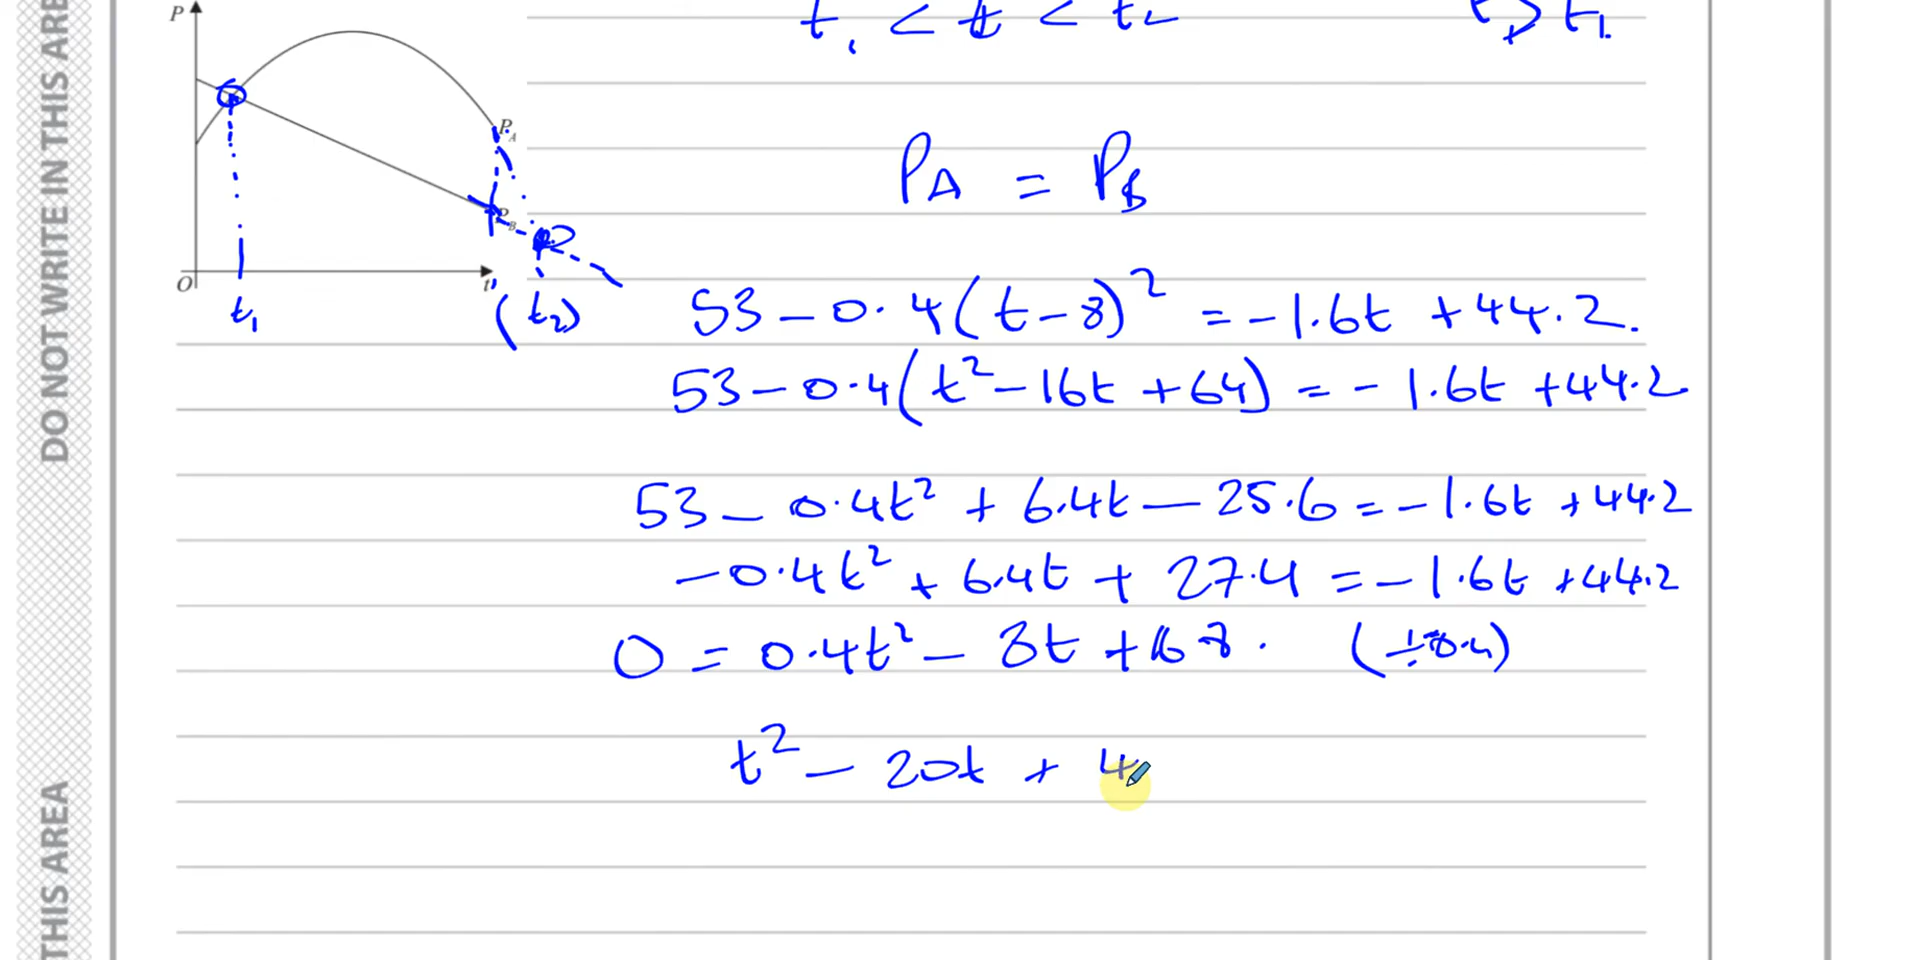 DO NOT WRITE IN THIS AREA
THIS AREA
P
t₁ < t < t₂
t > t₁.
P_A
P_B
O
t
t₁
(t₂)
P_A = P_B
53 - 0.4(t-8)² = -1.6t + 44.2.
53 - 0.4(t² - 16t + 64) = -1.6t + 44.2
53 - 0.4t² + 6.4t - 25.6 = -1.6t + 44.2
-0.4t² + 6.4t + 27.4 = -1.6t + 44.2
0 = 0.4t² - 8t + 16.8. (÷0.4)
t² - 20t + 4